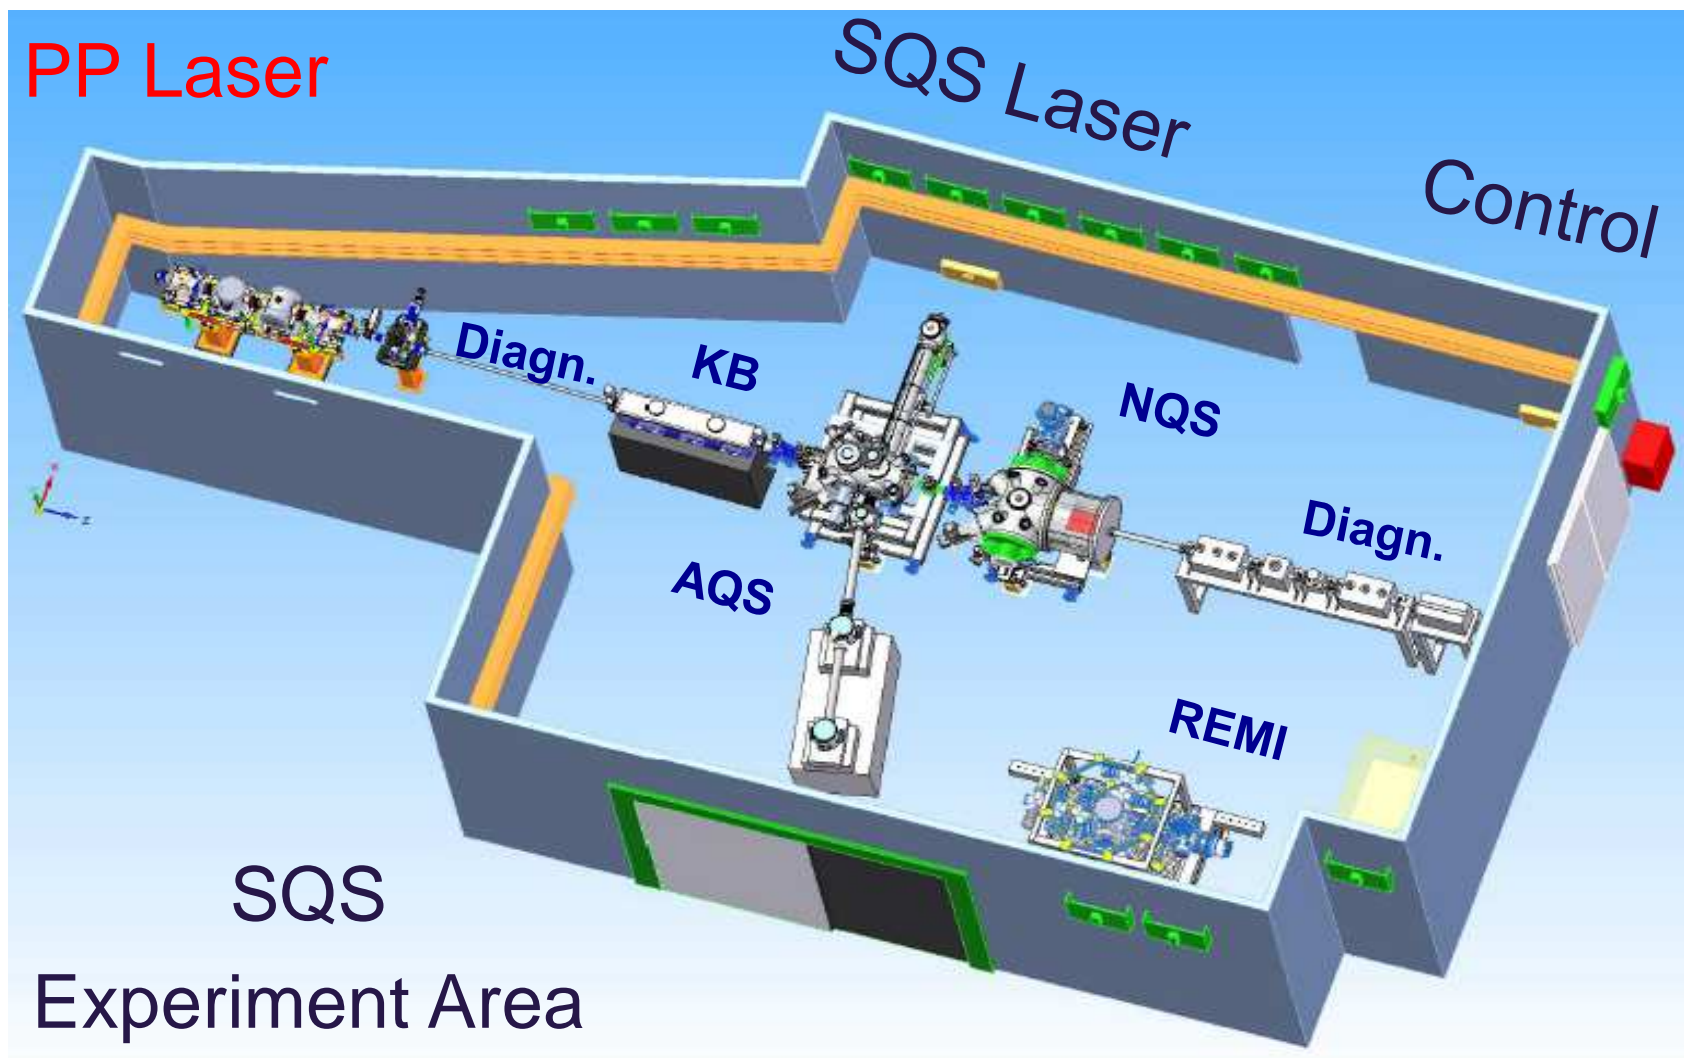 PP Laser
SQS Laser
Control
Diagn.
KB
NQS
Diagn.
AQS
REMI
SQS
Experiment Area
z